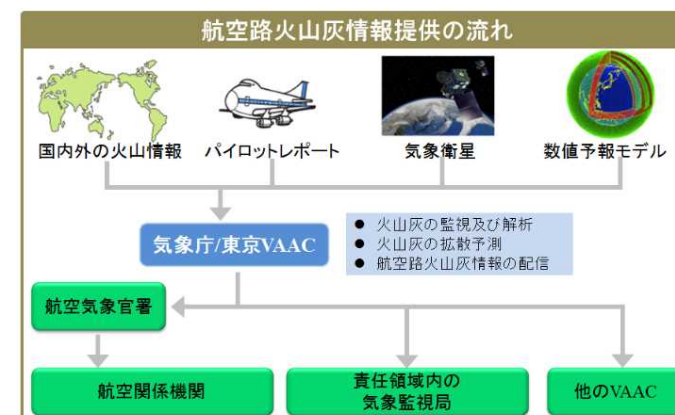 航空路火山灰情報提供の流れ
国内外の火山情報
パイロットレポート
気象衛星
数値予報モデル
気象庁/東京VAAC
● 火山灰の監視及び解析
● 火山灰の拡散予測
● 航空路火山灰情報の配信
航空気象官署
航空関係機関
責任領域内の
気象監視局
他のVAAC